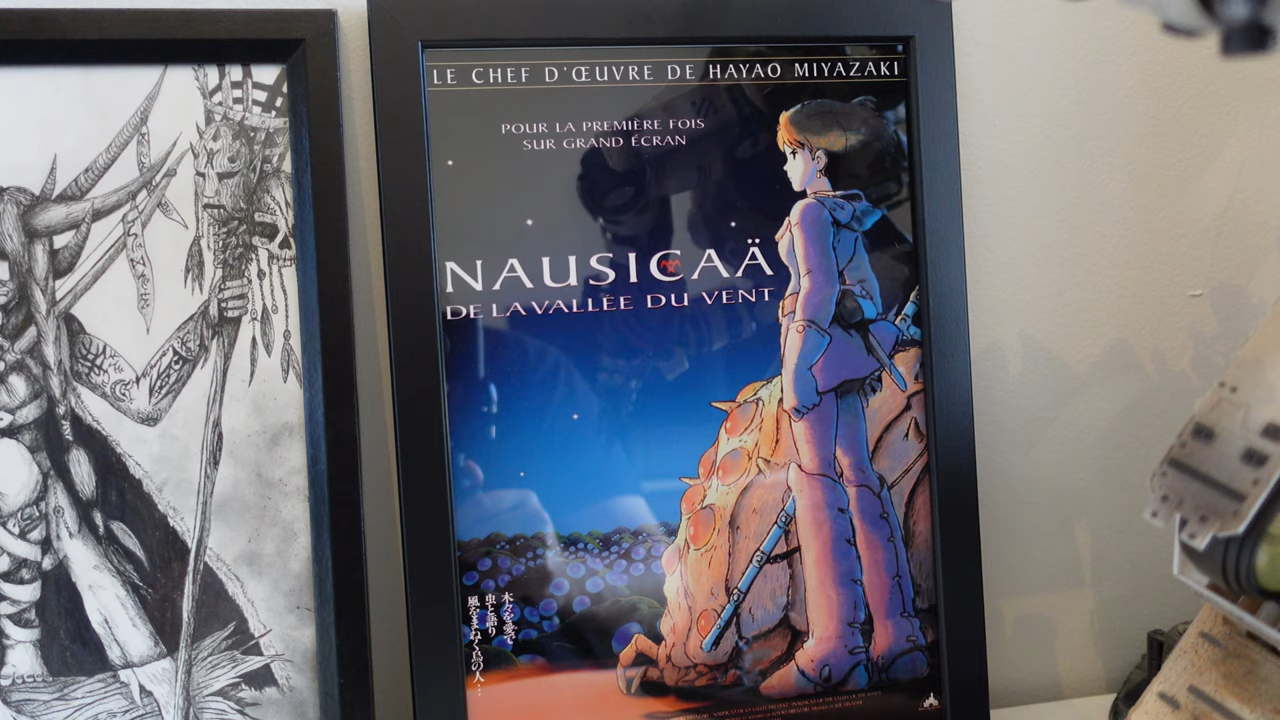 LE CHEF D'ŒUVRE DE HAYAO MIYAZAKI
POUR LA PREMIÈRE FOIS
SUR GRAND ÉCRAN
NAUSICAÄ
DE LA VALLÉE DU VENT
木々を愛で
虫と語り
風をまねく鳥の人…